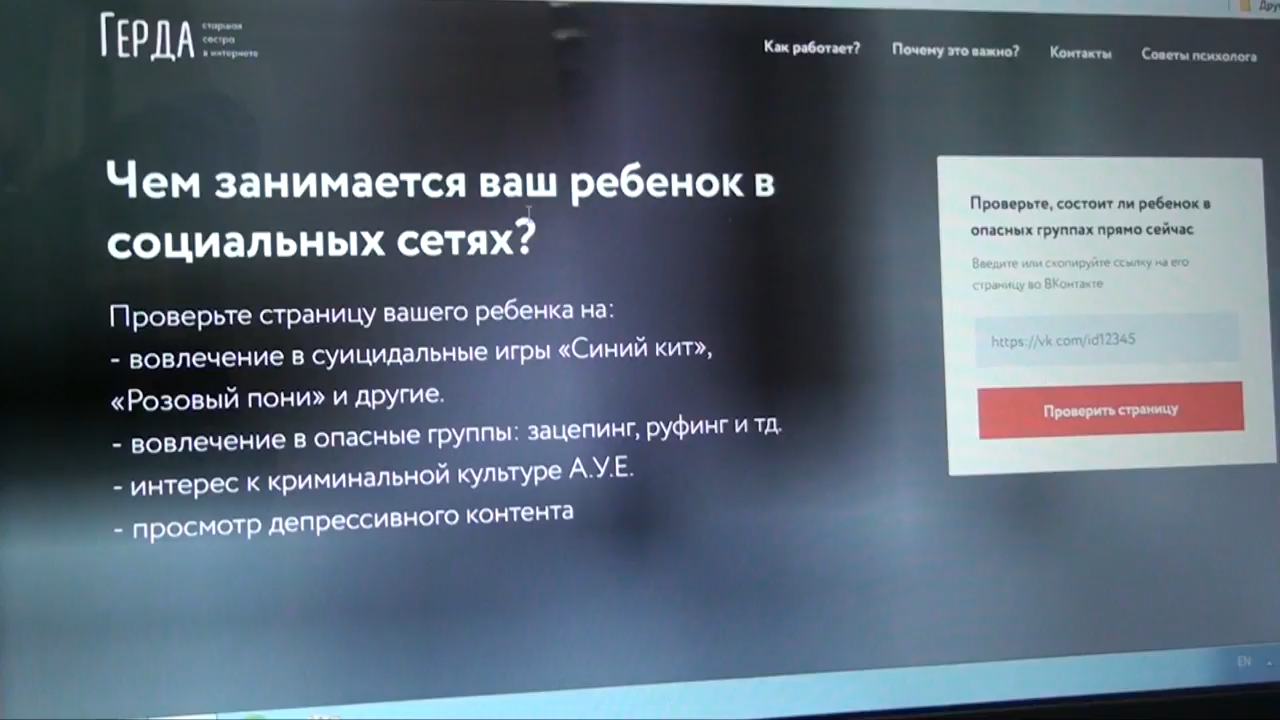 ГЕРДА
старшая
сестра
в интернете
Как работает?
Почему это важно?
Контакты
Советы психолога
Чем занимается ваш ребенок в
социальных сетях?
Проверьте страницу вашего ребенка на:
- вовлечение в суицидальные игры «Синий кит»,
«Розовый пони» и другие.
- вовлечение в опасные группы: зацепинг, руфинг и тд.
- интерес к криминальной культуре А.У.Е.
- просмотр депрессивного контента
Проверьте, состоит ли ребенок в
опасных группах прямо сейчас
Введите или скопируйте ссылку на его
страницу во ВКонтакте
https://vk.com/id12345
Проверить страницу
EN